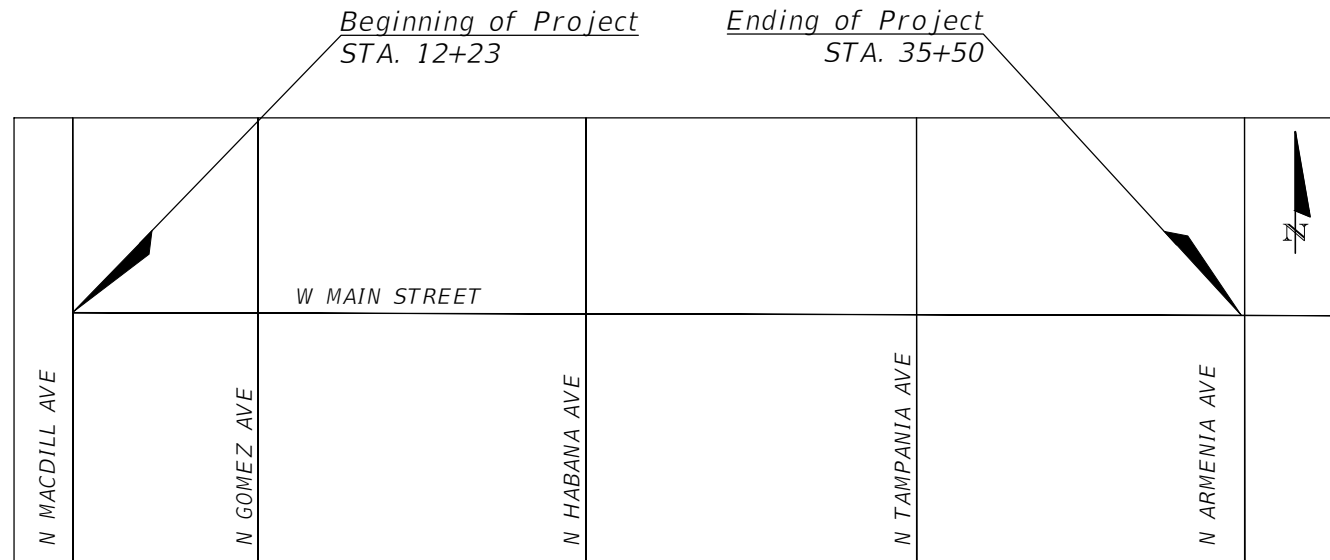 Beginning of Project
STA. 12+23
Ending of Project
STA. 35+50
N
W MAIN STREET
N MACDILL AVE
N GOMEZ AVE
N HABANA AVE
N TAMPANIA AVE
N ARMENIA AVE